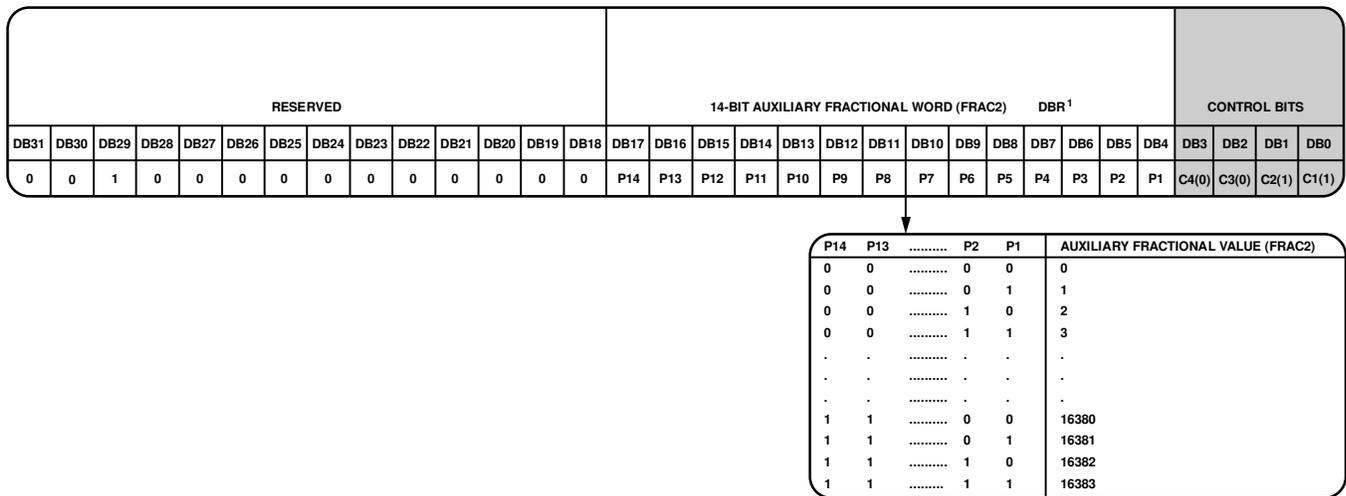 RESERVED 14-BIT AUXILIARY FRACTIONAL WORD (FRAC2) DBR1 CONTROL BITS
DB31 DB30 DB29 DB28 DB27 DB26 DB25 DB24 DB23 DB22 DB21 DB20 DB19 DB18 DB17 DB16 DB15 DB14 DB13 DB12 DB11 DB10 DB9 DB8 DB7 DB6 DB5 DB4 DB3 DB2 DB1 DB0
0 0 1 0 0 0 0 0 0 0 0 0 0 0 P14 P13 P12 P11 P10 P9 P8 P7 P6 P5 P4 P3 P2 P1 C4(0) C3(0) C2(1) C1(1)
P14 P13 .......... P2 P1 AUXILIARY FRACTIONAL VALUE (FRAC2)
0 0 .......... 0 0 0
0 0 .......... 0 1 1
0 0 .......... 1 0 2
0 0 .......... 1 1 3
. . .......... . . .
. . .......... . . .
. . .......... . . .
1 1 .......... 0 0 16380
1 1 .......... 0 1 16381
1 1 .......... 1 0 16382
1 1 ......... 1 1 16383